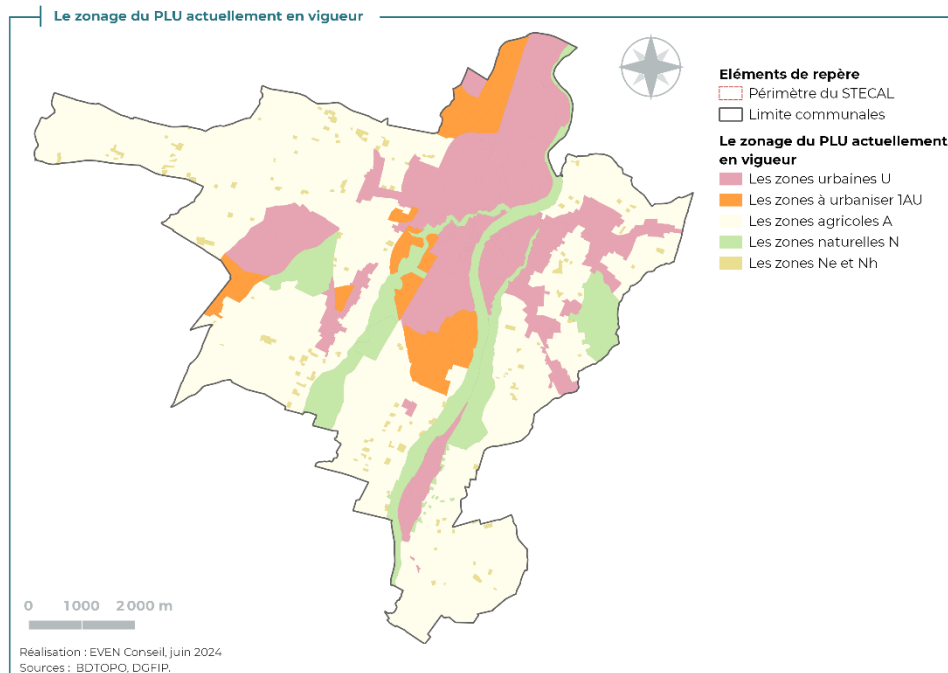 Le zonage du PLU actuellement en vigueur
Eléments de repère
Périmètre du STECAL
Limite communales
Le zonage du PLU actuellement
en vigueur
Les zones urbaines U
Les zones à urbaniser 1AU
Les zones agricoles A
Les zones naturelles N
Les zones Ne et Nh
0 1000 2000 m
Réalisation : EVEN Conseil, juin 2024
Sources : BDTOPO, DGFIP.